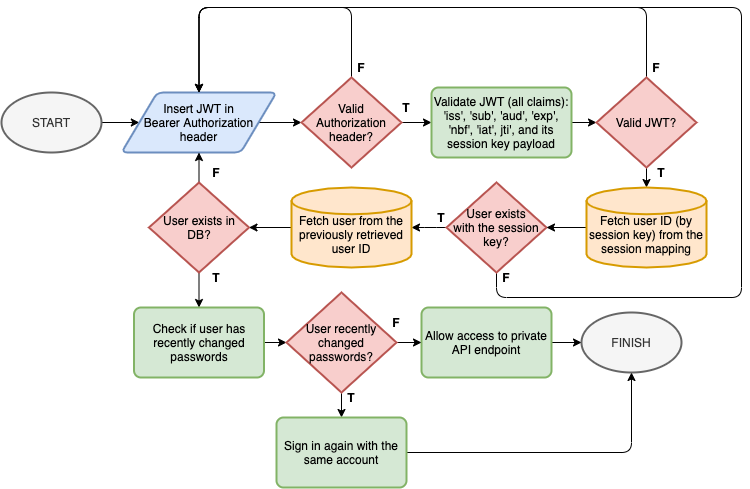 F
F
START
Insert JWT in
Bearer Authorization
header
Valid
Authorization
header?
T
Validate JWT (all claims):
'iss', 'sub', 'aud', 'exp',
'nbf', 'iat', jti', and its
session key payload
Valid JWT?
T
F
User exists in
DB?
Fetch user from the
previously retrieved
user ID
T
User exists
with the session
key?
Fetch user ID (by
session key) from the
session mapping
T
F
Check if user has
recently changed
passwords
User recently
changed
passwords?
F
Allow access to private
API endpoint
FINISH
T
Sign in again with the
same account